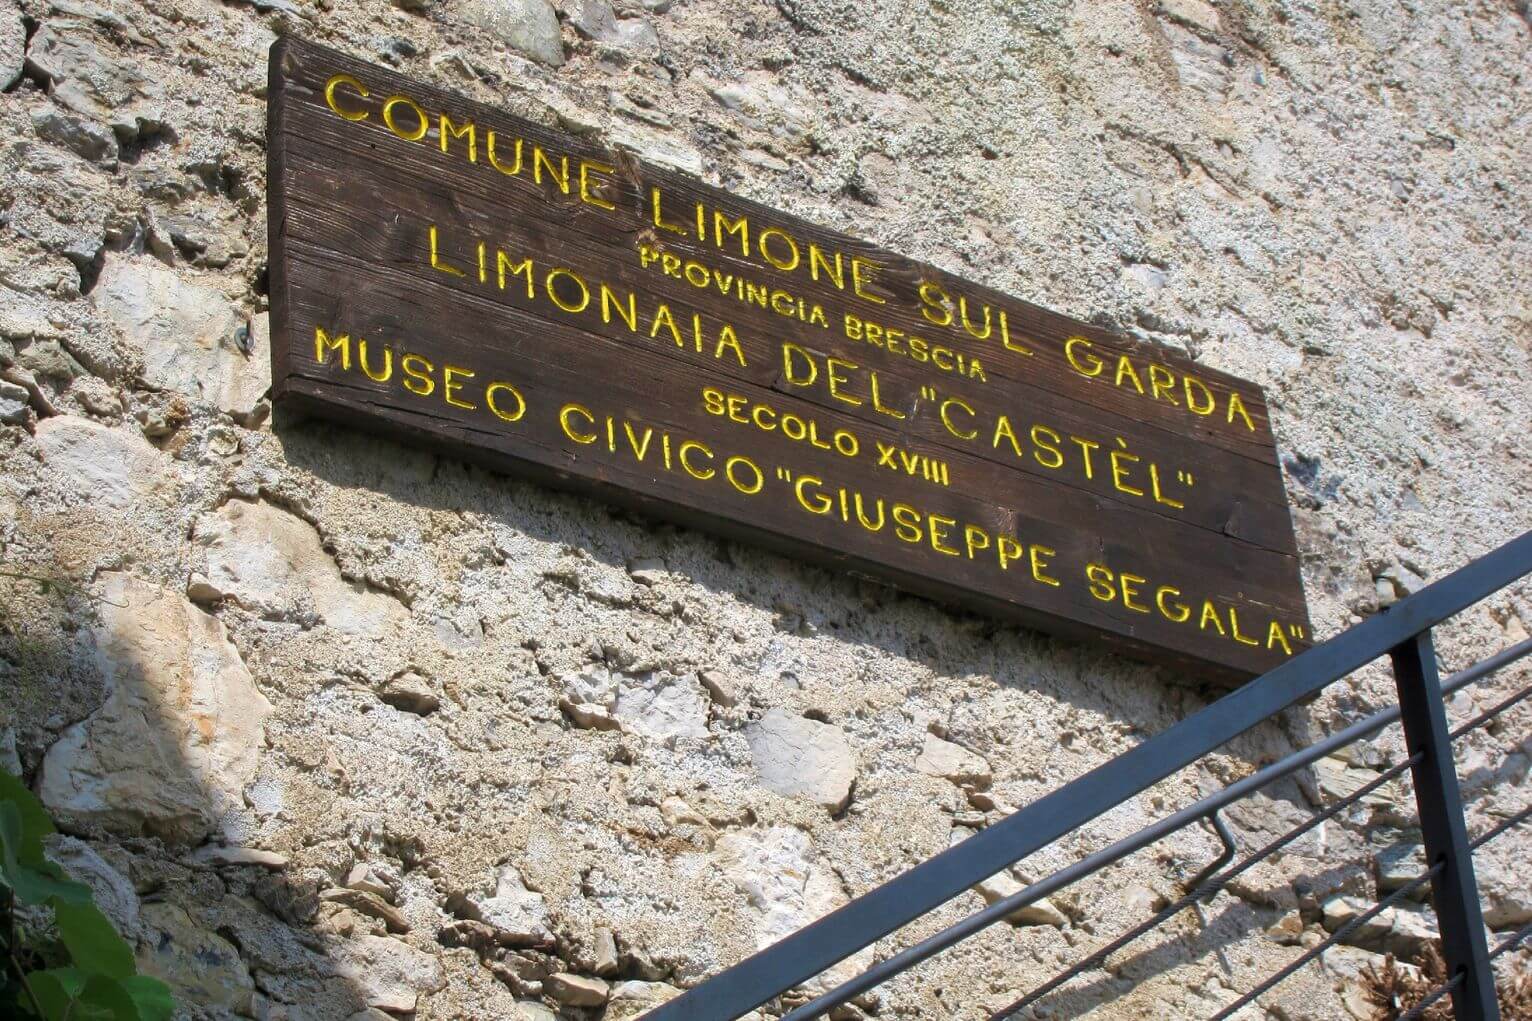 COMUNE LIMONE SUL GARDA
PROVINCIA BRESCIA
LIMONAIA DEL "CASTÈL"
SECOLO XVIII
MUSEO CIVICO "GIUSEPPE SEGALA"